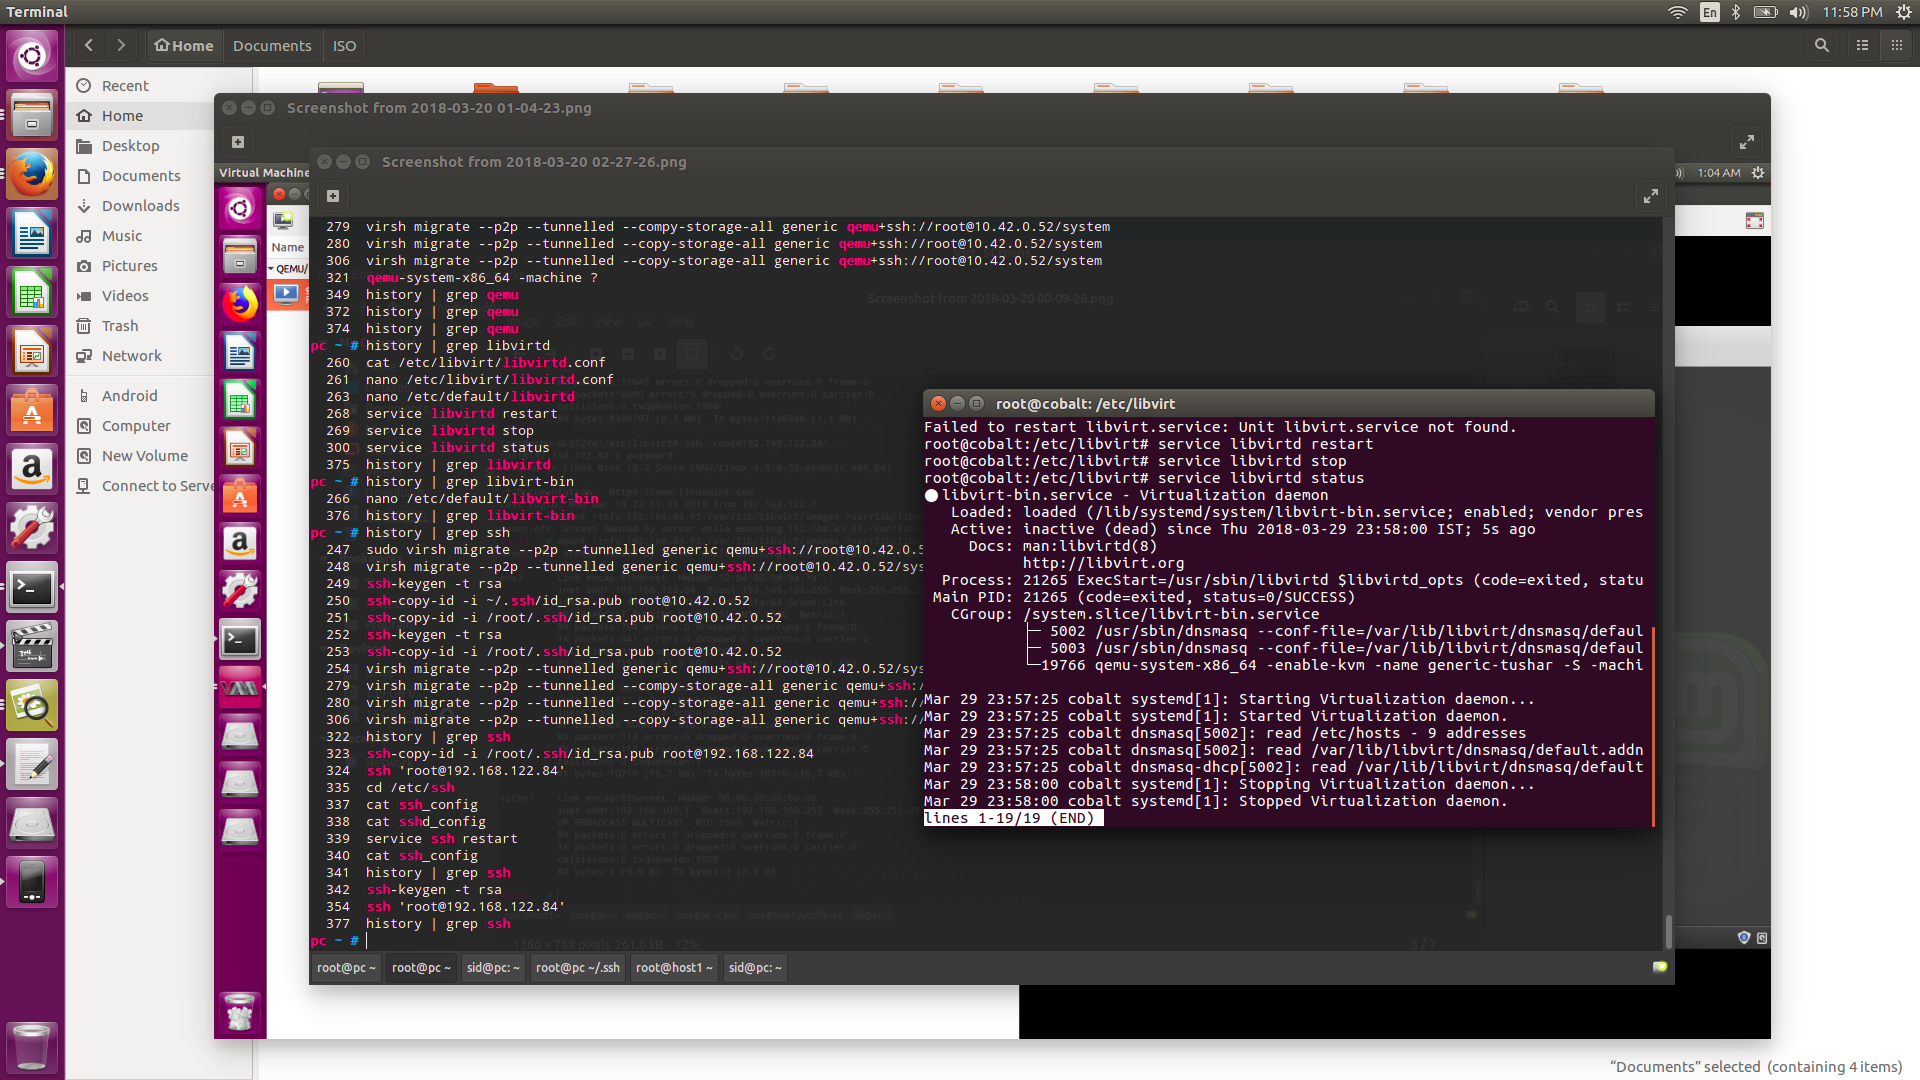 Terminal
En
11:58 PM
Home
Documents
ISO
Recent
Home
Desktop
Documents
Downloads
Music
Pictures
Videos
Trash
Network
Android
Computer
New Volume
Connect to Serve
Screenshot from 2018-03-20 01-04-23.png
Virtual Machine
1:04 AM
Name
QEMU/
Screenshot from 2018-03-20 02-27-26.png
279 virsh migrate --p2p --tunnelled --compy-storage-all generic qemu+ssh://root@10.42.0.52/system
280 virsh migrate --p2p --tunnelled --copy-storage-all generic qemu+ssh://root@10.42.0.52/system
306 virsh migrate --p2p --tunnelled --copy-storage-all generic qemu+ssh://root@10.42.0.52/system
321 qemu-system-x86_64 -machine ?
349 history | grep qemu
372 history | grep qemu
374 history | grep qemu
pc ~ # history | grep libvirtd
260 cat /etc/libvirt/libvirtd.conf
261 nano /etc/libvirt/libvirtd.conf
263 nano /etc/default/libvirtd
268 service libvirtd restart
269 service libvirtd stop
300 service libvirtd status
375 history | grep libvirtd
pc ~ # history | grep libvirt-bin
266 nano /etc/default/libvirt-bin
376 history | grep libvirt-bin
pc ~ # history | grep ssh
247 sudo virsh migrate --p2p --tunnelled generic qemu+ssh://root@10.42.0.5
248 virsh migrate --p2p --tunnelled generic qemu+ssh://root@10.42.0.52/sys
249 ssh-keygen -t rsa
250 ssh-copy-id -i ~/.ssh/id_rsa.pub root@10.42.0.52
251 ssh-copy-id -i /root/.ssh/id_rsa.pub root@10.42.0.52
252 ssh-keygen -t rsa
253 ssh-copy-id -i /root/.ssh/id_rsa.pub root@10.42.0.52
254 virsh migrate --p2p --tunnelled generic qemu+ssh://root@10.42.0.52/sys
279 virsh migrate --p2p --tunnelled --compy-storage-all generic qemu+ssh:/
280 virsh migrate --p2p --tunnelled --copy-storage-all generic qemu+ssh://
306 virsh migrate --p2p --tunnelled --copy-storage-all generic qemu+ssh://
322 history | grep ssh
323 ssh-copy-id -i /root/.ssh/id_rsa.pub root@192.168.122.84
324 ssh 'root@192.168.122.84'
335 cd /etc/ssh
337 cat ssh_config
338 cat sshd_config
339 service ssh restart
340 cat ssh_config
341 history | grep ssh
342 ssh-keygen -t rsa
354 ssh 'root@192.168.122.84'
377 history | grep ssh
pc ~ #
Screenshot from 2018-03-20 00-09-26.png
1366 × 768 pixels 261.6 kB 72%
3 / 7
root@pc ~
root@pc ~
sid@pc: ~
root@pc ~/.ssh
root@host1 ~
sid@pc: ~
root@cobalt: /etc/libvirt
Failed to restart libvirt.service: Unit libvirt.service not found.
root@cobalt:/etc/libvirt# service libvirtd restart
root@cobalt:/etc/libvirt# service libvirtd stop
root@cobalt:/etc/libvirt# service libvirtd status
● libvirt-bin.service - Virtualization daemon
Loaded: loaded (/lib/systemd/system/libvirt-bin.service; enabled; vendor pres
Active: inactive (dead) since Thu 2018-03-29 23:58:00 IST; 5s ago
Docs: man:libvirtd(8)
http://libvirt.org
Process: 21265 ExecStart=/usr/sbin/libvirtd $libvirtd_opts (code=exited, statu
Main PID: 21265 (code=exited, status=0/SUCCESS)
CGroup: /system.slice/libvirt-bin.service
├─ 5002 /usr/sbin/dnsmasq --conf-file=/var/lib/libvirt/dnsmasq/defaul
├─ 5003 /usr/sbin/dnsmasq --conf-file=/var/lib/libvirt/dnsmasq/defaul
└─19766 qemu-system-x86_64 -enable-kvm -name generic-tushar -S -machi
Mar 29 23:57:25 cobalt systemd[1]: Starting Virtualization daemon...
Mar 29 23:57:25 cobalt systemd[1]: Started Virtualization daemon.
Mar 29 23:57:25 cobalt dnsmasq[5002]: read /etc/hosts - 9 addresses
Mar 29 23:57:25 cobalt dnsmasq[5002]: read /var/lib/libvirt/dnsmasq/default.addn
Mar 29 23:57:25 cobalt dnsmasq-dhcp[5002]: read /var/lib/libvirt/dnsmasq/default
Mar 29 23:58:00 cobalt systemd[1]: Stopping Virtualization daemon...
Mar 29 23:58:00 cobalt systemd[1]: Stopped Virtualization daemon.
lines 1-19/19 (END)
"Documents" selected (containing 4 items)